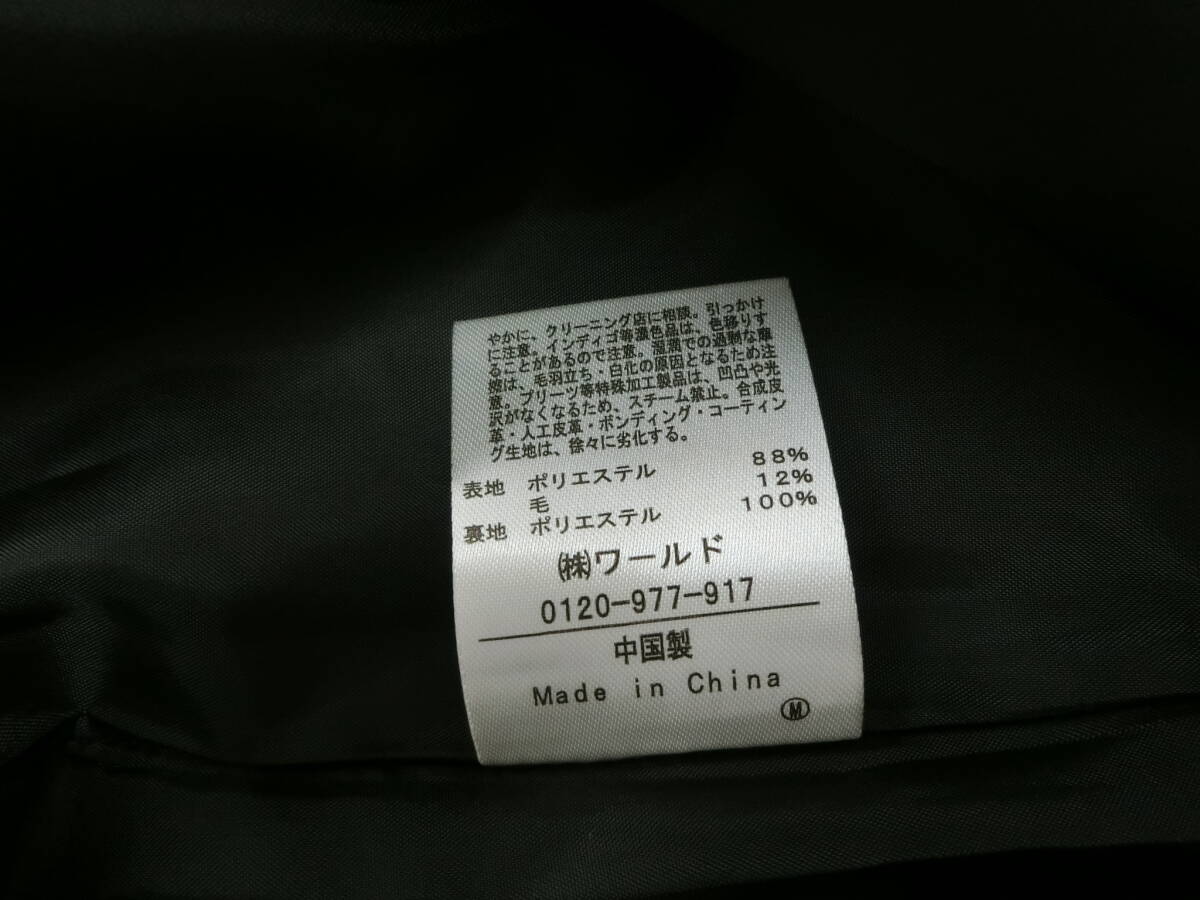 やかに、クリーニング店に相談。引っかけ
に注意。インディゴ等濃色品は、色移りす
ることがあるので注意。湿潤での過剰な摩
擦は、毛羽立ち・白化の原因となるため注
意。プリーツ等特殊加工製品は、凹凸や光
沢がなくなるため、スチーム禁止。合成皮
革・人工皮革・ボンディング・コーティン
グ生地は、徐々に劣化する。
表地 ポリエステル 88%
毛 12%
裏地 ポリエステル 100%
㈱ワールド
0120-977-917
中国製
Made in China
Ⓜ